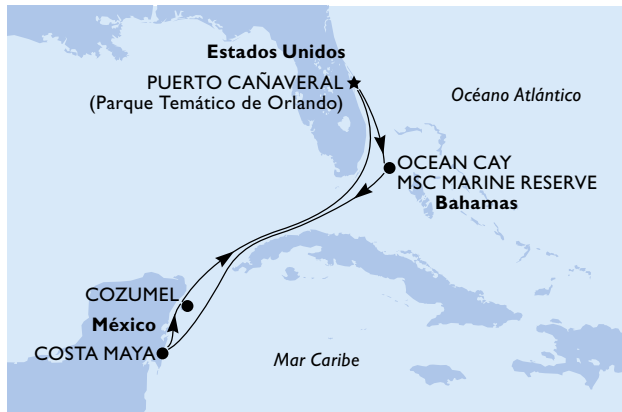 Estados Unidos
PUERTO CAÑAVERAL
(Parque Temático de Orlando)
Océano Atlántico
OCEAN CAY
MSC MARINE RESERVE
Bahamas
COZUMEL
México
COSTA MAYA
Mar Caribe